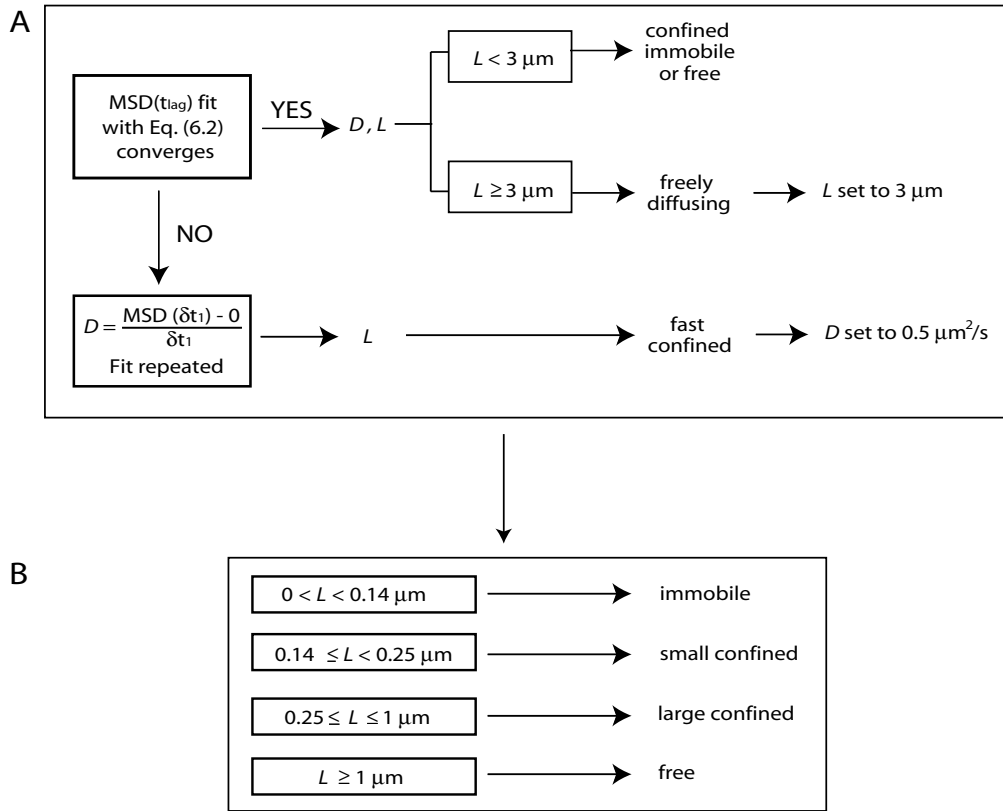 A
MSD(tlag) fit
with Eq. (6.2)
converges
YES
D, L
L < 3 μm
confined
immobile
or free
L ≥ 3 μm
freely
diffusing
L set to 3 μm
NO
D = MSD (δt1) - 0
δt1
Fit repeated
L
fast
confined
D set to 0.5 μm²/s
B
0 < L < 0.14 μm
immobile
0.14 ≤ L < 0.25 μm
small confined
0.25 ≤ L ≤ 1 μm
large confined
L ≥ 1 μm
free